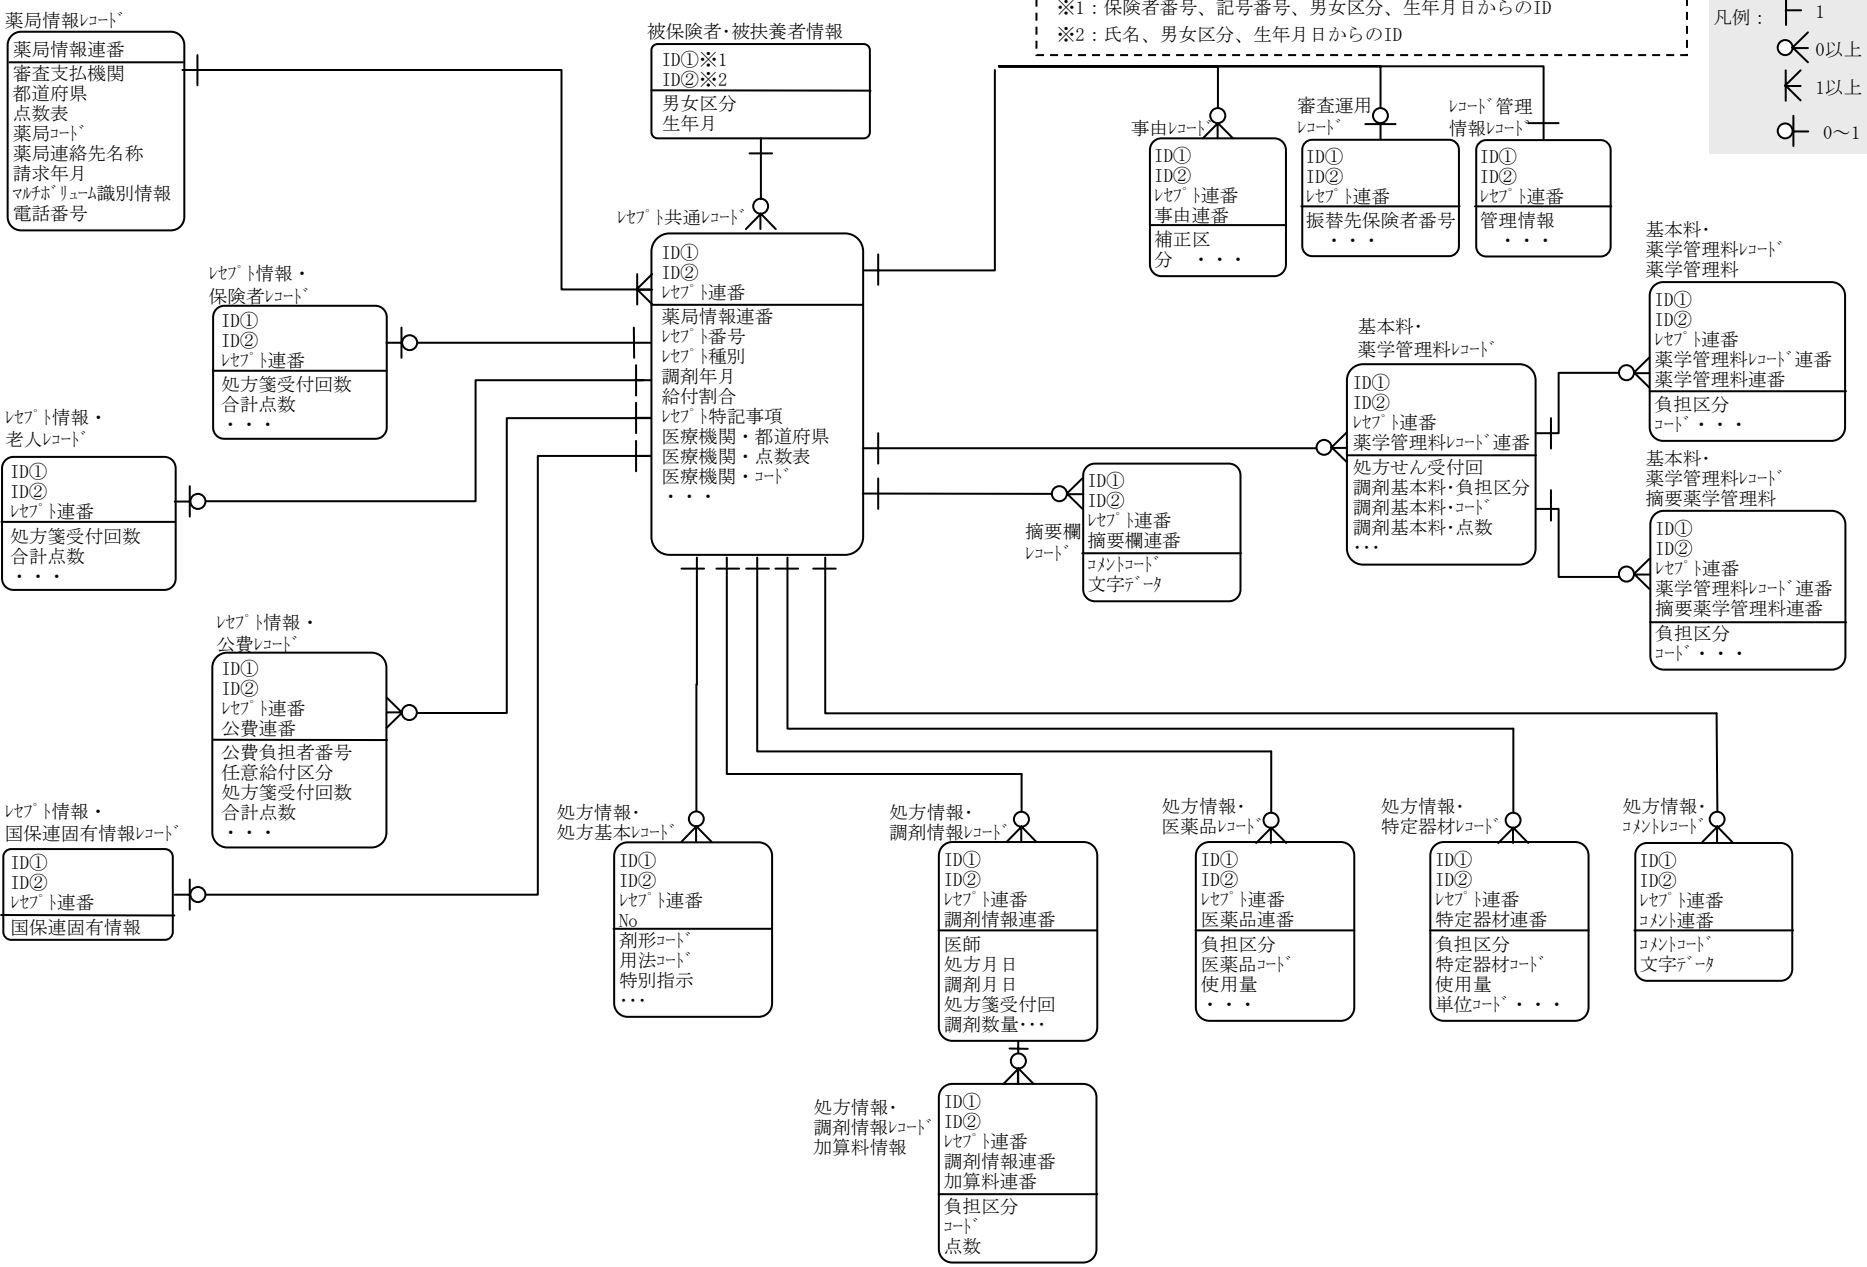 ※1：保険者番号、記号番号、男女区分、生年月日からのID
※2：氏名、男女区分、生年月日からのID
凡例：
1
0以上
1以上
0～1
薬局情報ﾚｺｰﾄﾞ
薬局情報連番
審査支払機関
都道府県
点数表
薬局ｺｰﾄﾞ
薬局連絡先名称
請求年月
ﾏﾙﾁﾎﾞﾘｭｰﾑ識別情報
電話番号
被保険者･被扶養者情報
ID①※1
ID②※2
男女区分
生年月
ﾚｾﾌﾟﾄ共通ﾚｺｰﾄﾞ
ID①
ID②
ﾚｾﾌﾟﾄ連番
薬局情報連番
ﾚｾﾌﾟﾄ番号
ﾚｾﾌﾟﾄ種別
調剤年月
給付割合
ﾚｾﾌﾟﾄ特記事項
医療機関・都道府県
医療機関・点数表
医療機関・ｺｰﾄﾞ
・・・
事由ﾚｺｰﾄﾞ
ID①
ID②
ﾚｾﾌﾟﾄ連番
事由連番
補正区
分　・・・
審査運用
ﾚｺｰﾄﾞ
ID①
ID②
ﾚｾﾌﾟﾄ連番
振替先保険者番号
・・・
ﾚｺｰﾄﾞ管理
情報ﾚｺｰﾄﾞ
ID①
ID②
ﾚｾﾌﾟﾄ連番
管理情報
・・・
ﾚｾﾌﾟﾄ情報・
保険者ﾚｺｰﾄﾞ
ID①
ID②
ﾚｾﾌﾟﾄ連番
処方箋受付回数
合計点数
・・・
ﾚｾﾌﾟﾄ情報・
老人ﾚｺｰﾄﾞ
ID①
ID②
ﾚｾﾌﾟﾄ連番
処方箋受付回数
合計点数
・・・
ﾚｾﾌﾟﾄ情報・
公費ﾚｺｰﾄﾞ
ID①
ID②
ﾚｾﾌﾟﾄ連番
公費連番
公費負担者番号
任意給付区分
処方箋受付回数
合計点数
・・・
ﾚｾﾌﾟﾄ情報・
国保連固有情報ﾚｺｰﾄﾞ
ID①
ID②
ﾚｾﾌﾟﾄ連番
国保連固有情報
摘要欄
ﾚｺｰﾄﾞ
ID①
ID②
ﾚｾﾌﾟﾄ連番
摘要欄連番
ｺﾒﾝﾄｺｰﾄﾞ
文字ﾃﾞｰﾀ
基本料･
薬学管理料ﾚｺｰﾄﾞ
ID①
ID②
ﾚｾﾌﾟﾄ連番
薬学管理料ﾚｺｰﾄﾞ連番
処方せん受付回
調剤基本料･負担区分
調剤基本料･ｺｰﾄﾞ
調剤基本料･点数
･･･
基本料･
薬学管理料ﾚｺｰﾄﾞ
薬学管理料
ID①
ID②
ﾚｾﾌﾟﾄ連番
薬学管理料ﾚｺｰﾄﾞ連番
薬学管理料連番
負担区分
ｺｰﾄﾞ・・・
基本料･
薬学管理料ﾚｺｰﾄﾞ
摘要薬学管理料
ID①
ID②
ﾚｾﾌﾟﾄ連番
薬学管理料ﾚｺｰﾄﾞ連番
摘要薬学管理料連番
負担区分
ｺｰﾄﾞ・・・
処方情報･
処方基本ﾚｺｰﾄﾞ
ID①
ID②
ﾚｾﾌﾟﾄ連番
No
剤形ｺｰﾄﾞ
用法ｺｰﾄﾞ
特別指示
･･･
処方情報･
調剤情報ﾚｺｰﾄﾞ
ID①
ID②
ﾚｾﾌﾟﾄ連番
調剤情報連番
医師
処方月日
調剤月日
処方箋受付回
調剤数量･･･
処方情報･
医薬品ﾚｺｰﾄﾞ
ID①
ID②
ﾚｾﾌﾟﾄ連番
医薬品連番
負担区分
医薬品ｺｰﾄﾞ
使用量
・・・
処方情報･
特定器材ﾚｺｰﾄﾞ
ID①
ID②
ﾚｾﾌﾟﾄ連番
特定器材連番
負担区分
特定器材ｺｰﾄﾞ
使用量
単位ｺｰﾄﾞ・・・
処方情報･
ｺﾒﾝﾄﾚｺｰﾄﾞ
ID①
ID②
ﾚｾﾌﾟﾄ連番
ｺﾒﾝﾄ連番
ｺﾒﾝﾄｺｰﾄﾞ
文字ﾃﾞｰﾀ
処方情報･
調剤情報ﾚｺｰﾄﾞ
加算料情報
ID①
ID②
ﾚｾﾌﾟﾄ連番
調剤情報連番
加算料連番
負担区分
ｺｰﾄﾞ
点数